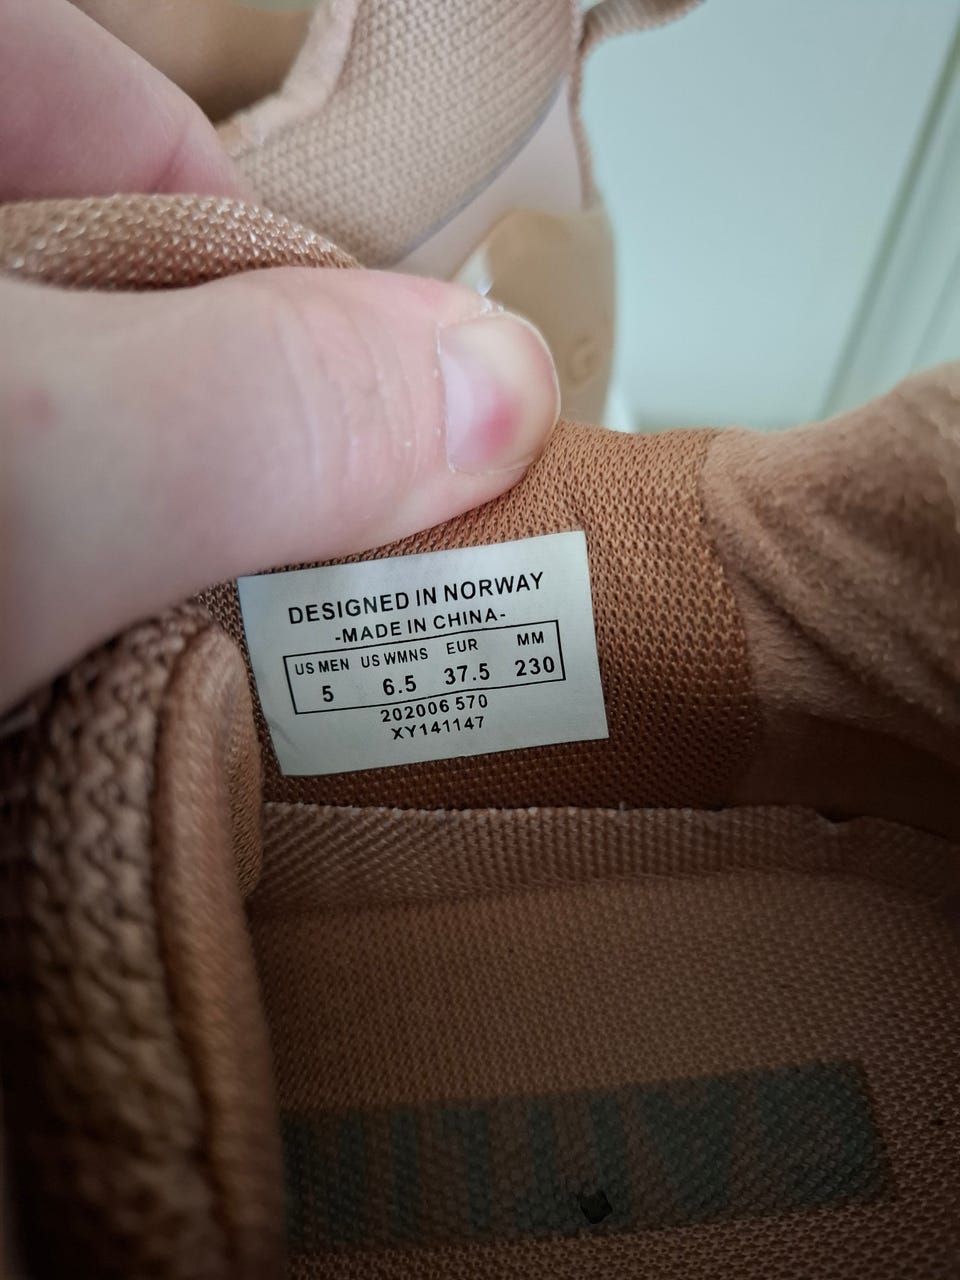 DESIGNED IN NORWAY
-MADE IN CHINA-
US MEN US WMNS EUR MM
5 6.5 37.5 230
202006 570
XY141147